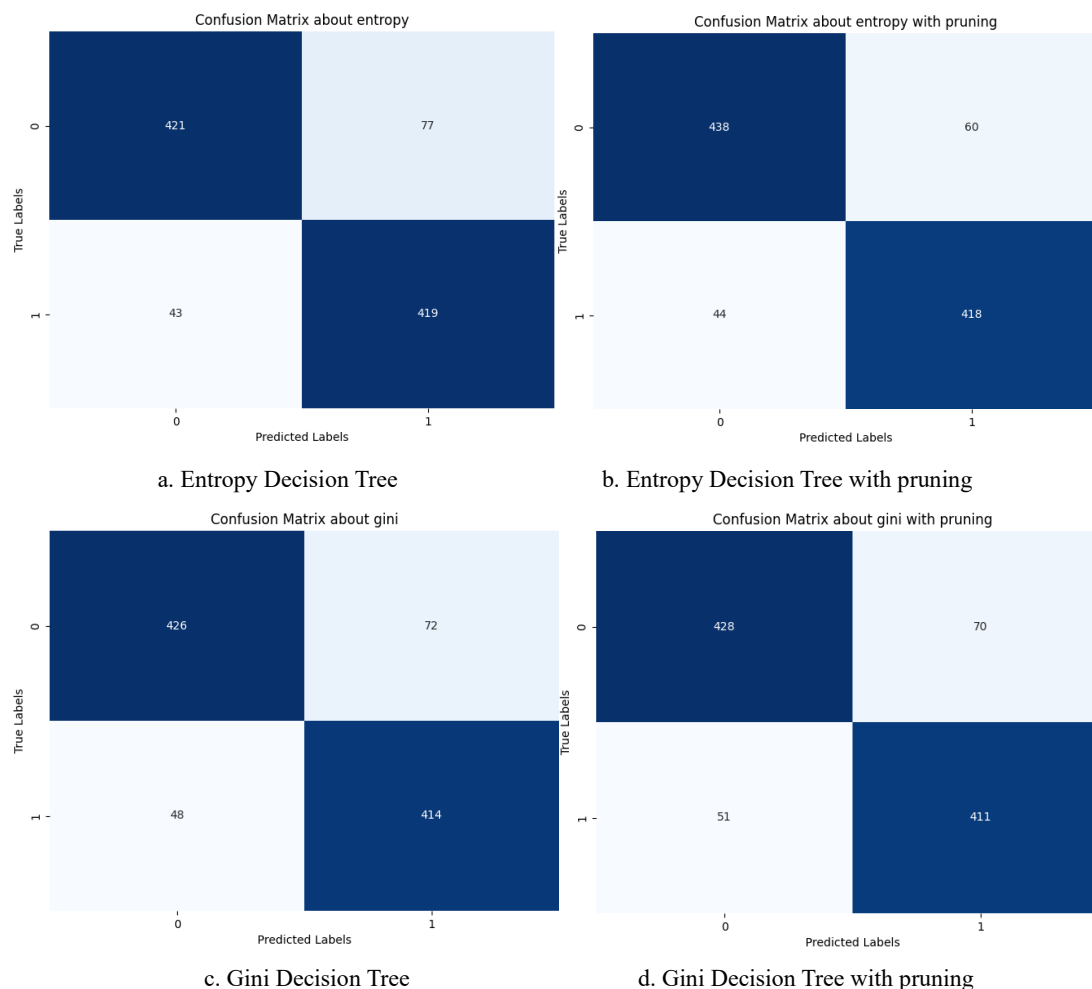 Confusion Matrix about entropy
True Labels
0
421
77
1
43
419
0
1
Predicted Labels
a. Entropy Decision Tree
Confusion Matrix about entropy with pruning
True Labels
0
438
60
1
44
418
0
1
Predicted Labels
b. Entropy Decision Tree with pruning
Confusion Matrix about gini
True Labels
0
426
72
1
48
414
0
1
Predicted Labels
c. Gini Decision Tree
Confusion Matrix about gini with pruning
True Labels
0
428
70
1
51
411
0
1
Predicted Labels
d. Gini Decision Tree with pruning